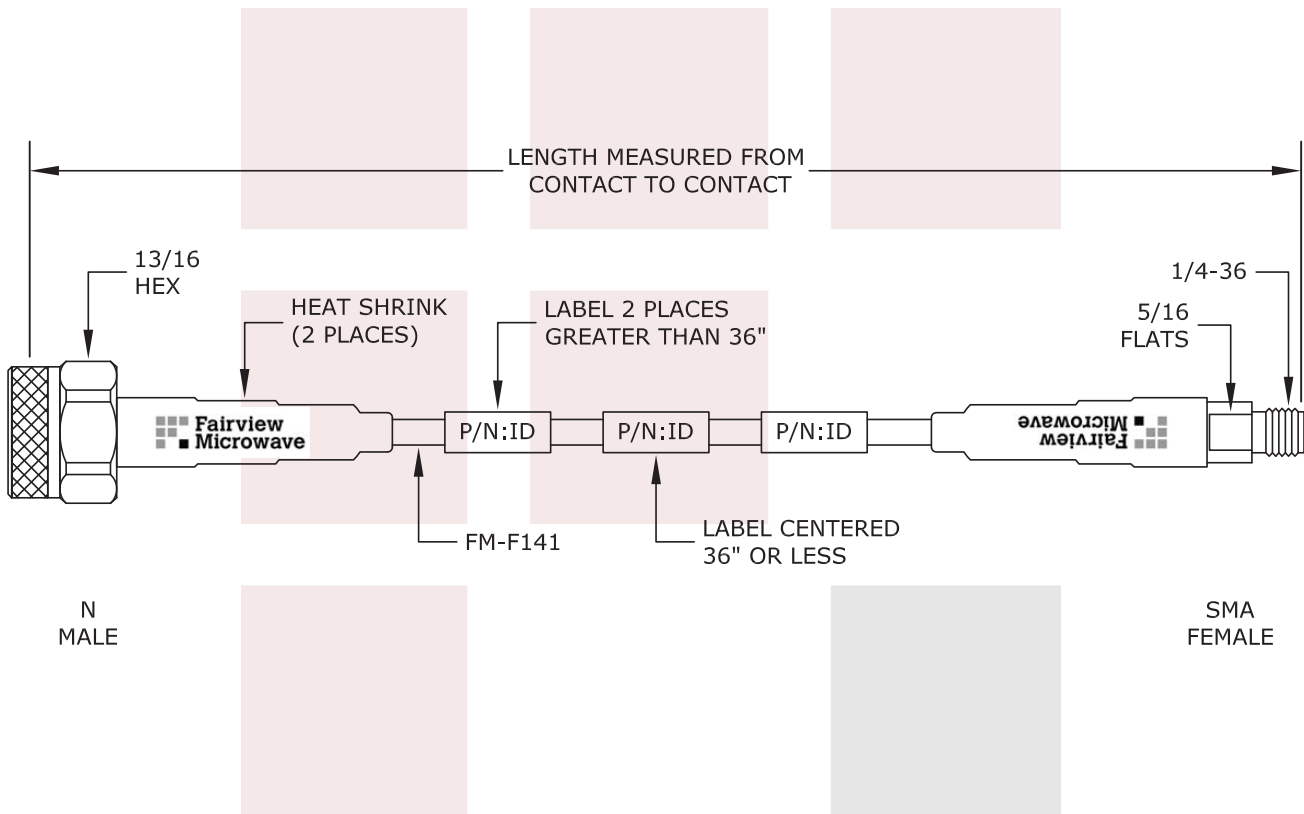 LENGTH MEASURED FROM
CONTACT TO CONTACT
13/16
HEX
1/4-36
HEAT SHRINK
(2 PLACES)
LABEL 2 PLACES
GREATER THAN 36"
5/16
FLATS
Fairview
Microwave
P/N:ID
P/N:ID
P/N:ID
Fairview
Microwave
FM-F141
LABEL CENTERED
36" OR LESS
N
MALE
SMA
FEMALE